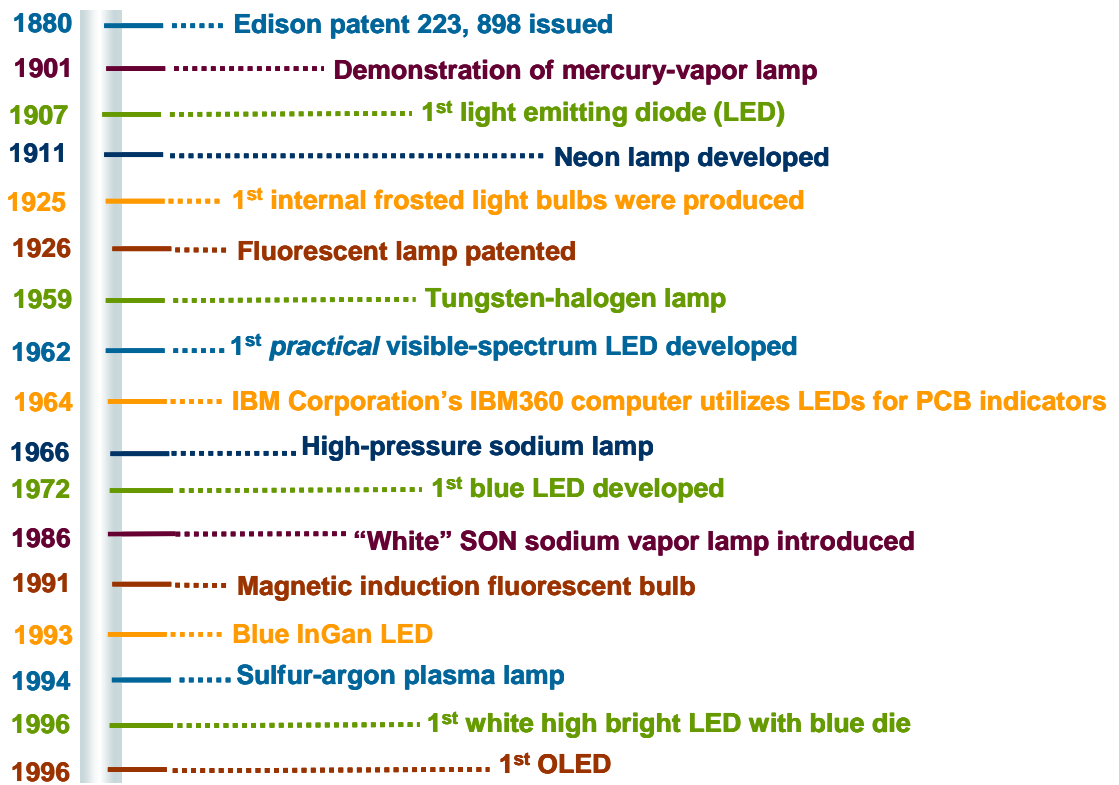 1880 Edison patent 223, 898 issued
1901 Demonstration of mercury-vapor lamp
1907 1st light emitting diode (LED)
1911 Neon lamp developed
1925 1st internal frosted light bulbs were produced
1926 Fluorescent lamp patented
1959 Tungsten-halogen lamp
1962 1st practical visible-spectrum LED developed
1964 IBM Corporation’s IBM360 computer utilizes LEDs for PCB indicators
1966 High-pressure sodium lamp
1972 1st blue LED developed
1986 “White” SON sodium vapor lamp introduced
1991 Magnetic induction fluorescent bulb
1993 Blue InGan LED
1994 Sulfur-argon plasma lamp
1996 1st white high bright LED with blue die
1996 1st OLED